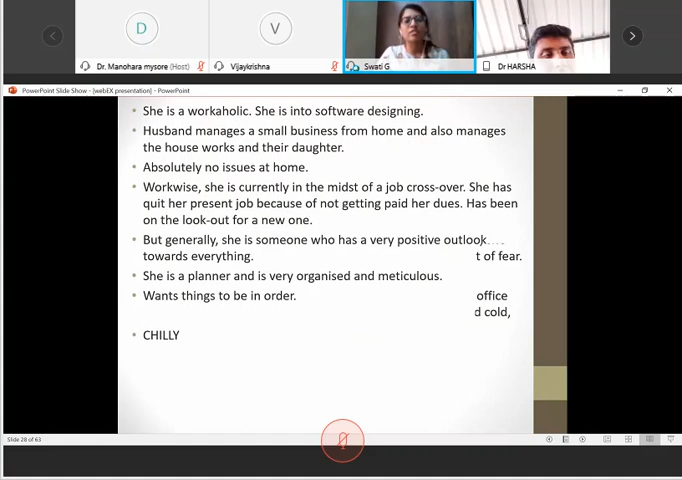 D
V
Dr. Manohara mysore (Host)
Vijaykrishna
Swati G
Dr HARSHA
PowerPoint Slide Show - [webEX presentation] - PowerPoint
• She is a workaholic. She is into software designing.
• Husband manages a small business from home and also manages
the house works and their daughter.
• Absolutely no issues at home.
• Workwise, she is currently in the midst of a job cross-over. She has
quit her present job because of not getting paid her dues. Has been
on the look-out for a new one.
• But generally, she is someone who has a very positive outlook
towards everything.
t of fear.
• She is a planner and is very organised and meticulous.
• Wants things to be in order.
office
d cold,
• CHILLY
Slide 28 of 63